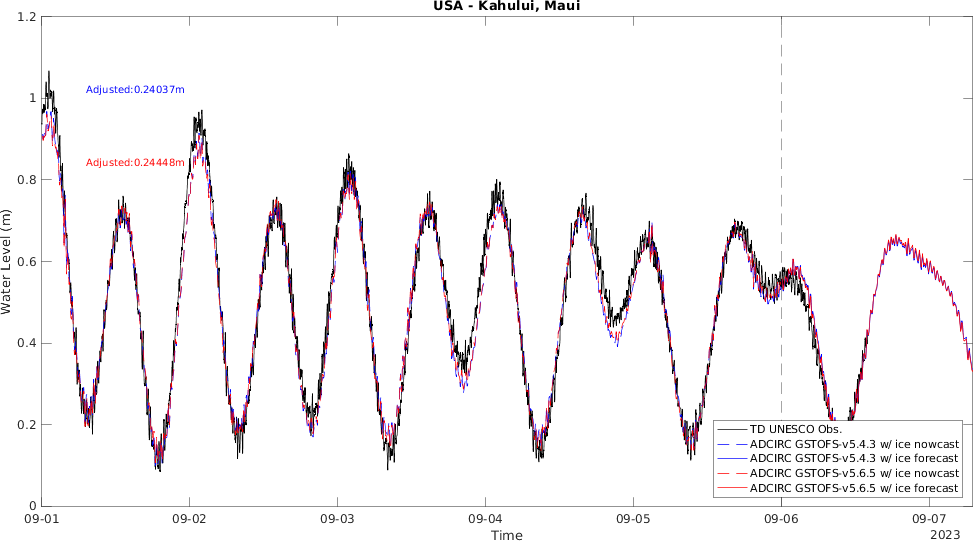 USA - Kahului, Maui
1.2
1
0.8
0.6
0.4
0.2
0
Water Level (m)
Adjusted:0.24037m
Adjusted:0.24448m
TD UNESCO Obs.
ADCIRC GSTOFS-v5.4.3 w/ ice nowcast
ADCIRC GSTOFS-v5.4.3 w/ ice forecast
ADCIRC GSTOFS-v5.6.5 w/ ice nowcast
ADCIRC GSTOFS-v5.6.5 w/ ice forecast
09-01 09-02 09-03 09-04 09-05 09-06 09-07
Time 2023